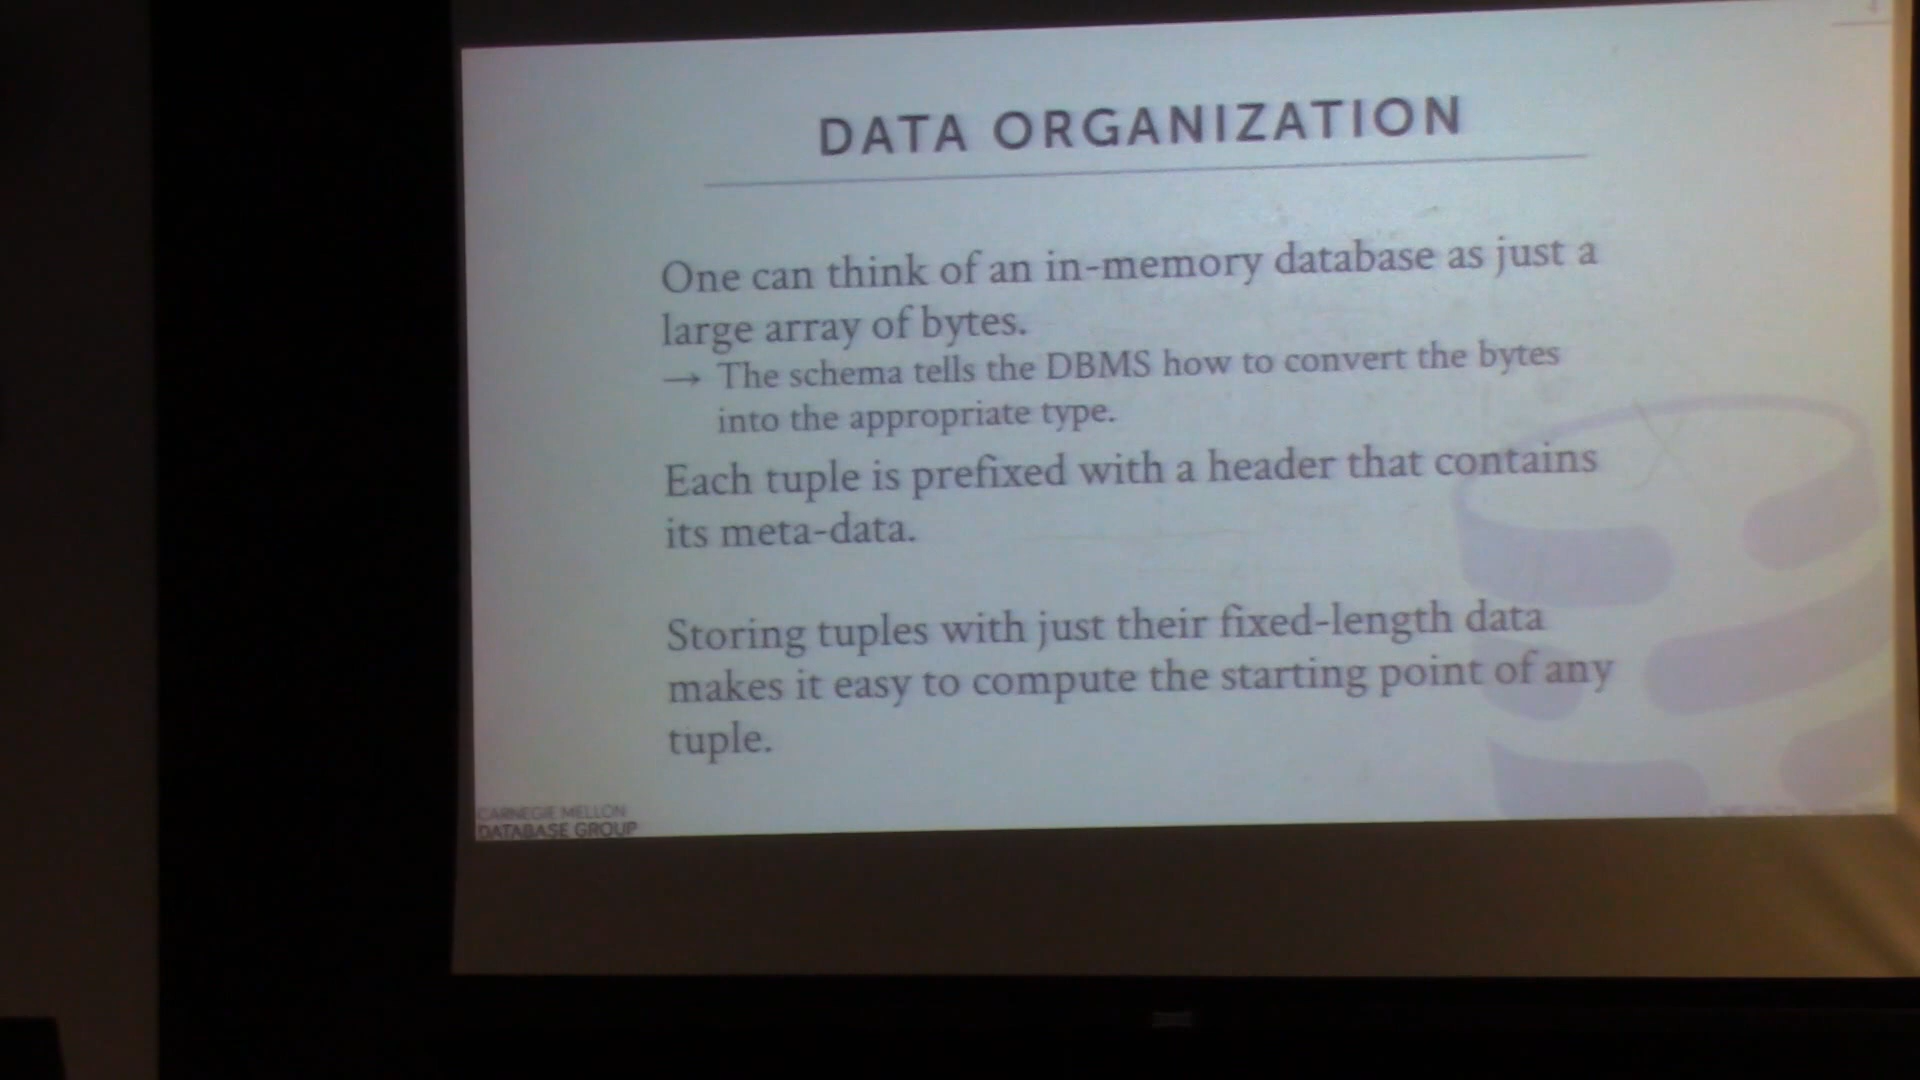 4
DATA ORGANIZATION
One can think of an in-memory database as just a
large array of bytes.
→ The schema tells the DBMS how to convert the bytes
into the appropriate type.
Each tuple is prefixed with a header that contains
its meta-data.
Storing tuples with just their fixed-length data
makes it easy to compute the starting point of any
tuple.
CARNEGIE MELLON
DATABASE GROUP